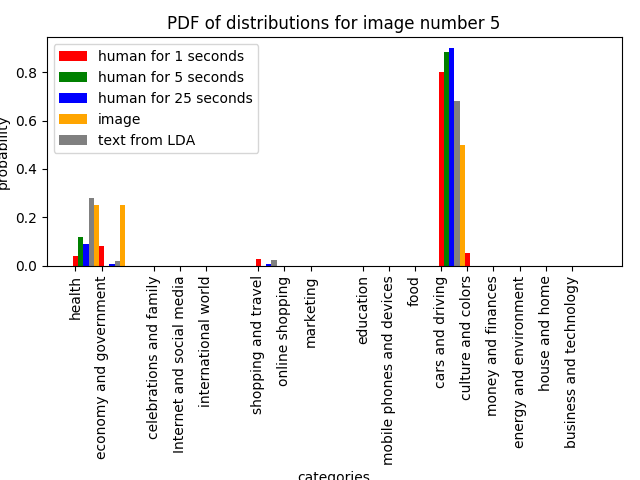 PDF of distributions for image number 5
human for 1 seconds
human for 5 seconds
human for 25 seconds
image
text from LDA
probability
0.8
0.6
0.4
0.2
0.0
health
economy and government
celebrations and family
Internet and social media
international world
shopping and travel
online shopping
marketing
education
mobile phones and devices
food
cars and driving
culture and colors
money and finances
energy and environment
house and home
business and technology
categories